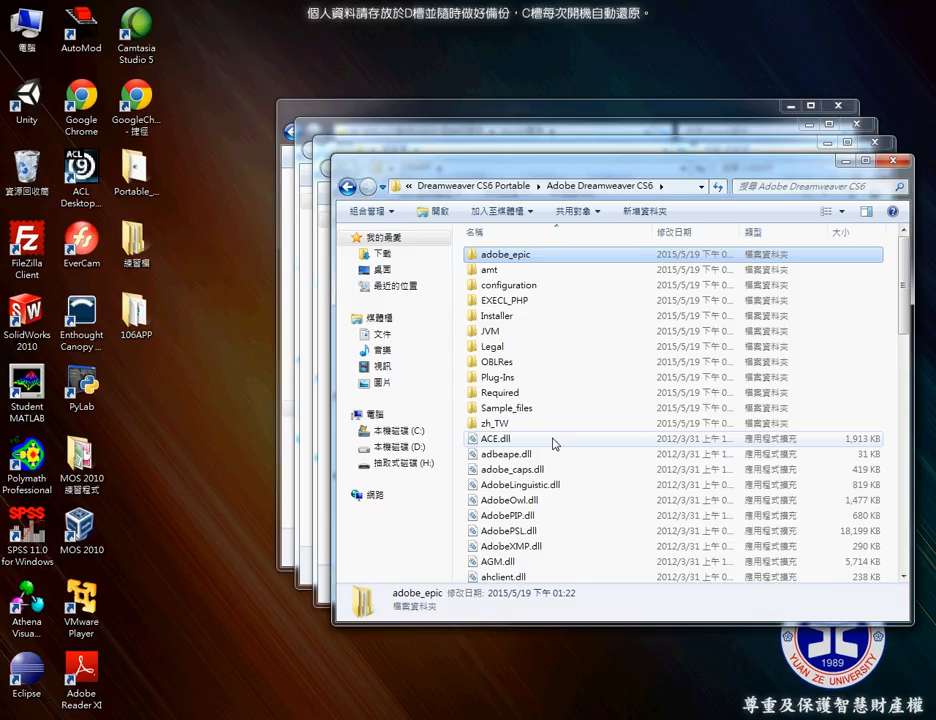 個人資料請存放於D槽並隨時做好備份，C槽每次開機自動還原。
電腦
AutoMod
Camtasia
Studio 5
Unity
Google
Chrome
GoogleCh...
- 捷徑
資源回收筒
ACL
ACL
Desktop...
Portable_...
FileZilla
Client
EverCam
練習檔
SolidWorks
2010
Enthought
Canopy ...
106APP
Student
MATLAB
PyLab
Polymath
Professional
MOS 2010
練習程式
SPSS
SPSS 11.0
for Windows
MOS 2010
Athena
Visua...
VMware
Player
Eclipse
Adobe
Reader XI
« Dreamweaver CS6 Portable
Adobe Dreamweaver CS6
搜尋 Adobe Dreamweaver CS6
組合管理
開啟
加入至媒體櫃
共用對象
新增資料夾
我的最愛
下載
桌面
最近的位置
媒體櫃
文件
音樂
視訊
圖片
電腦
本機磁碟 (C:)
本機磁碟 (D:)
抽取式磁碟 (H:)
網路
名稱 修改日期 類型 大小
adobe_epic 2015/5/19 下午 0... 檔案資料夾
amt 2015/5/19 下午 0... 檔案資料夾
configuration 2015/5/19 下午 0... 檔案資料夾
EXECL_PHP 2015/5/19 下午 0... 檔案資料夾
Installer 2015/5/19 下午 0... 檔案資料夾
JVM 2015/5/19 下午 0... 檔案資料夾
Legal 2015/5/19 下午 0... 檔案資料夾
OBLRes 2015/5/19 下午 0... 檔案資料夾
Plug-Ins 2015/5/19 下午 0... 檔案資料夾
Required 2015/5/19 下午 0... 檔案資料夾
Sample_files 2015/5/19 下午 0... 檔案資料夾
zh_TW 2015/5/19 下午 0... 檔案資料夾
ACE.dll 2012/3/31 上午 1... 應用程式擴充 1,913 KB
adbeape.dll 2012/3/31 上午 1... 應用程式擴充 31 KB
adobe_caps.dll 2012/3/31 上午 1... 應用程式擴充 419 KB
AdobeLinguistic.dll 2012/3/31 上午 0... 應用程式擴充 819 KB
AdobeOwl.dll 2012/3/31 上午 0... 應用程式擴充 1,477 KB
AdobePIP.dll 2012/3/31 上午 0... 應用程式擴充 680 KB
AdobePSL.dll 2012/3/31 上午 1... 應用程式擴充 18,199 KB
AdobeXMP.dll 2012/3/31 上午 0... 應用程式擴充 290 KB
AGM.dll 2012/3/31 上午 1... 應用程式擴充 5,714 KB
ahclient.dll 2012/3/31 上午 0... 應用程式擴充 238 KB
adobe_epic 修改日期: 2015/5/19 下午 01:22
檔案資料夾
1989
YUAN ZE UNIVERSITY
尊重及保護智慧財產權